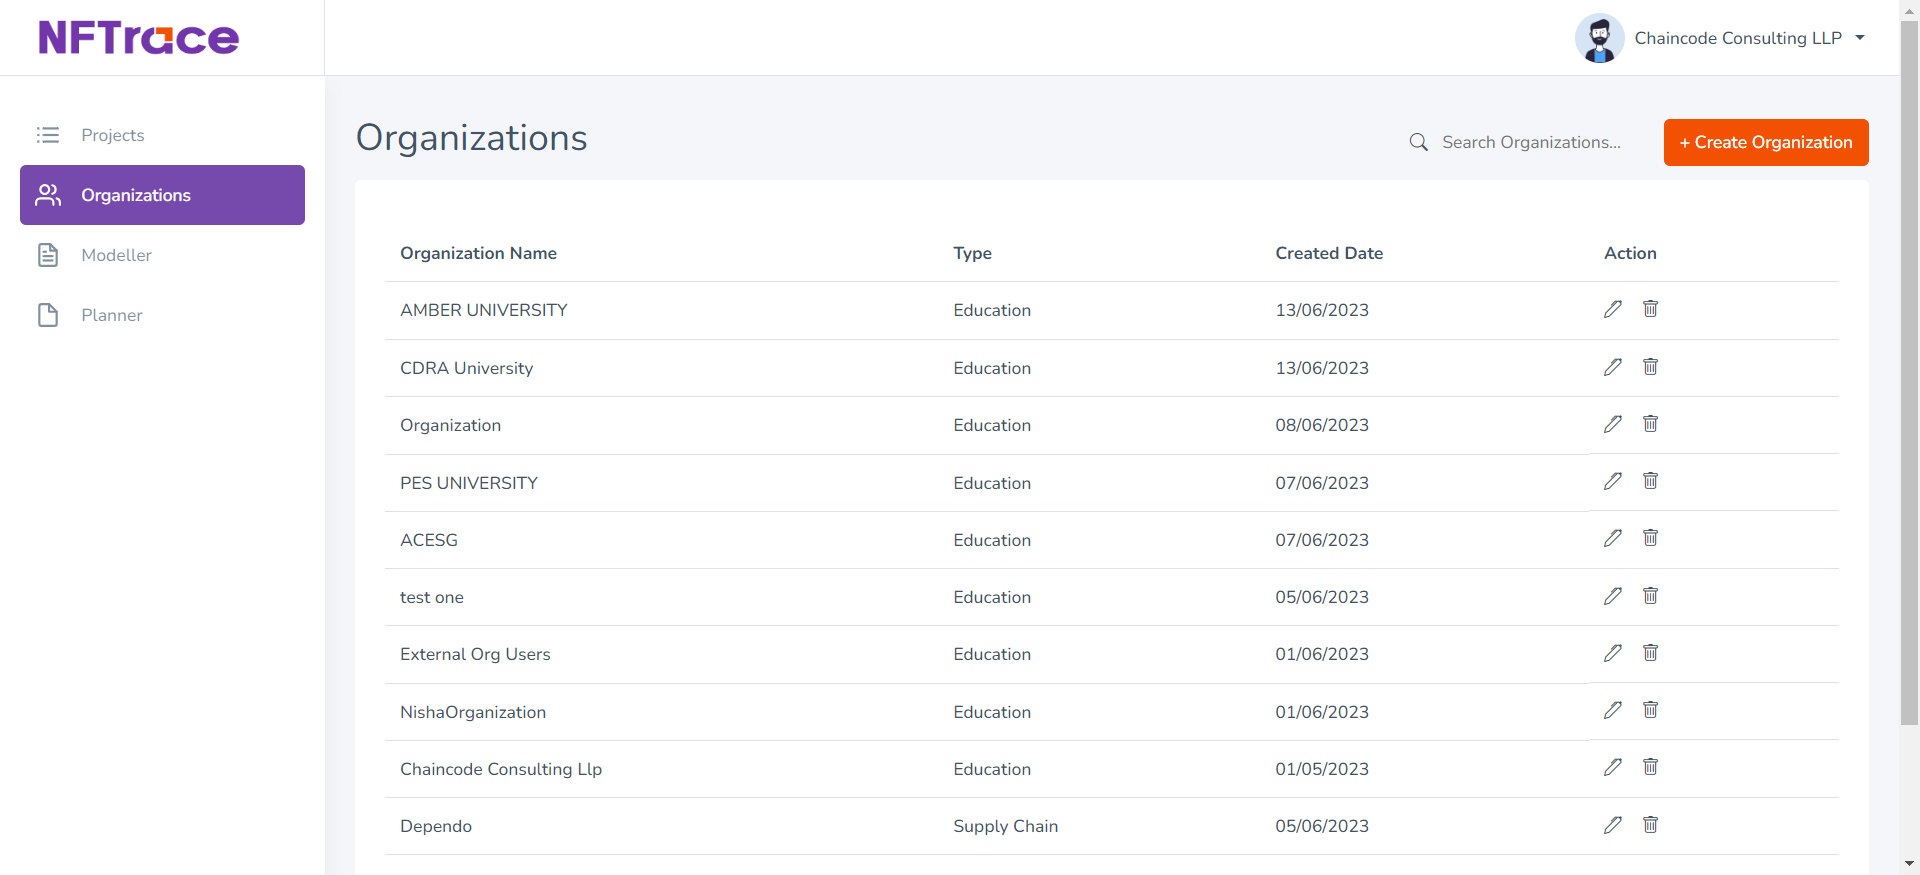 NFTrace
Chaincode Consulting LLP
Projects
Organizations
Modeller
Planner
Organizations
Search Organizations...
+ Create Organization
Organization Name Type Created Date Action
AMBER UNIVERSITY Education 13/06/2023
CDRA University Education 13/06/2023
Organization Education 08/06/2023
PES UNIVERSITY Education 07/06/2023
ACESG Education 07/06/2023
test one Education 05/06/2023
External Org Users Education 01/06/2023
NishaOrganization Education 01/06/2023
Chaincode Consulting Llp Education 01/05/2023
Dependo Supply Chain 05/06/2023